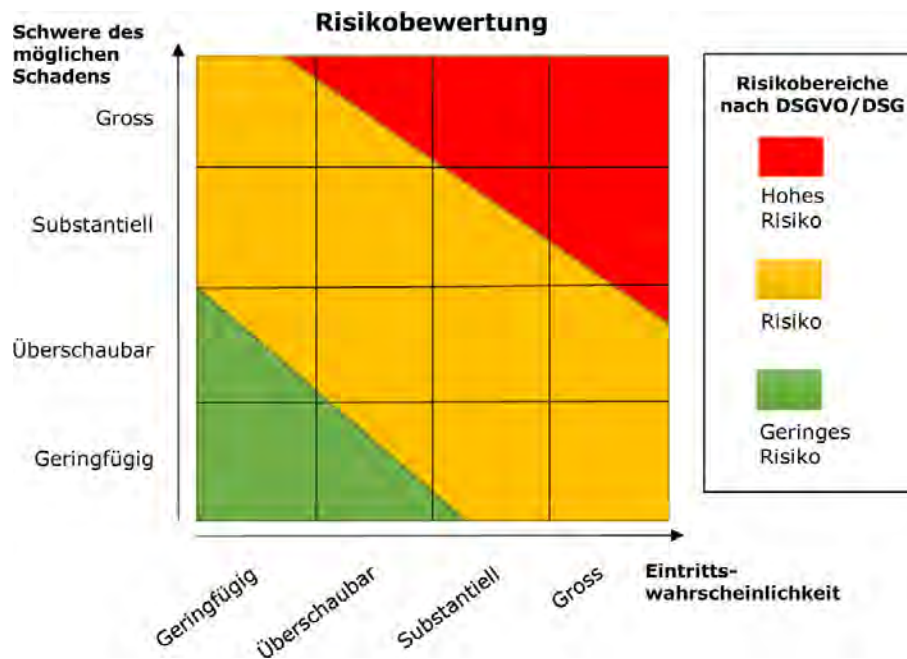 Risikobewertung
Schwere des
möglichen
Schadens
Gross
Substantiell
Überschaubar
Geringfügig
Geringfügig
Überschaubar
Substantiell
Gross
Eintritts-
wahrscheinlichkeit
Risikobereiche
nach DSGVO/DSG
Hohes
Risiko
Risiko
Geringes
Risiko